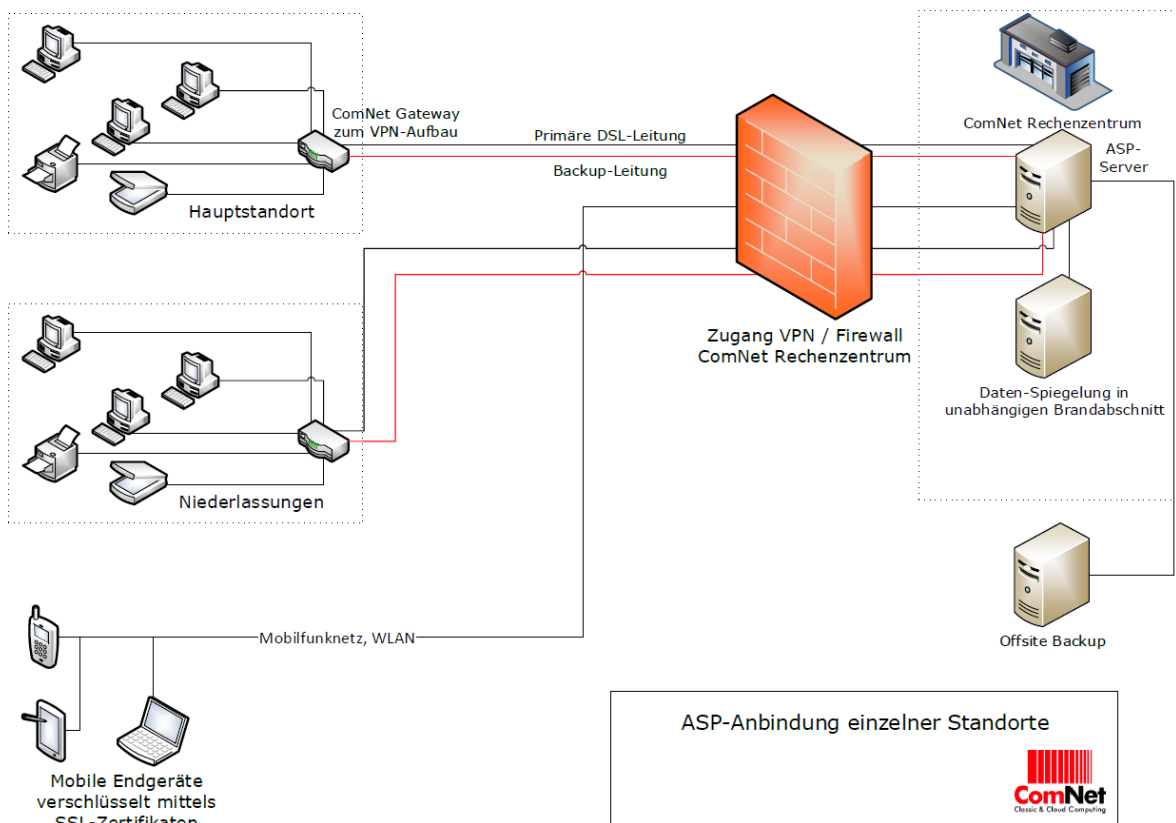 ComNet Gateway
zum VPN-Aufbau
Primäre DSL-Leitung
Backup-Leitung
Hauptstandort
ComNet Rechenzentrum
ASP-
Server
Zugang VPN / Firewall
ComNet Rechenzentrum
Daten-Spiegelung in
unabhängigen Brandabschnitt
Niederlassungen
Offsite Backup
Mobilfunknetz, WLAN
Mobile Endgeräte
verschlüsselt mittels
SSL-Zertifikaten
ASP-Anbindung einzelner Standorte
ComNet
Classic & Cloud Computing